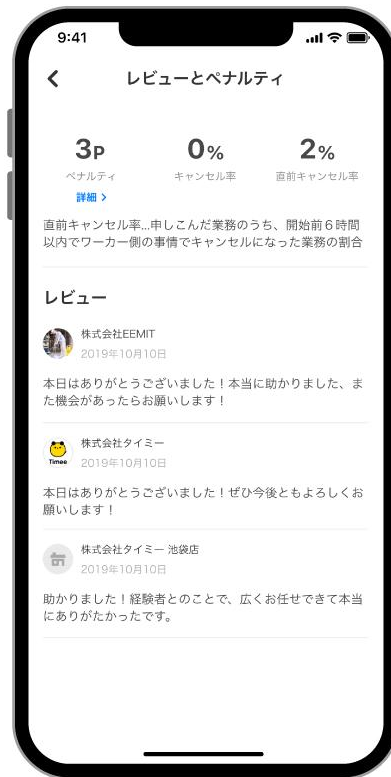 9:41
レビューとペナルティ
3P
0%
2%
ペナルティ
キャンセル率
直前キャンセル率
詳細 >
直前キャンセル率…申しこんだ業務のうち、開始前6時間
以内でワーカー側の事情でキャンセルになった業務の割合
レビュー
株式会社EEMIT
2019年10月10日
本日はありがとうございました！本当に助かりました、ま
た機会があったらお願いします！
株式会社タイミー
Timee
2019年10月10日
本日はありがとうございました！ぜひ今後ともよろしくお
願いします！
株式会社タイミー 池袋店
2019年10月10日
助かりました！経験者とのことで、広くお任せできて本当
にありがたかったです。